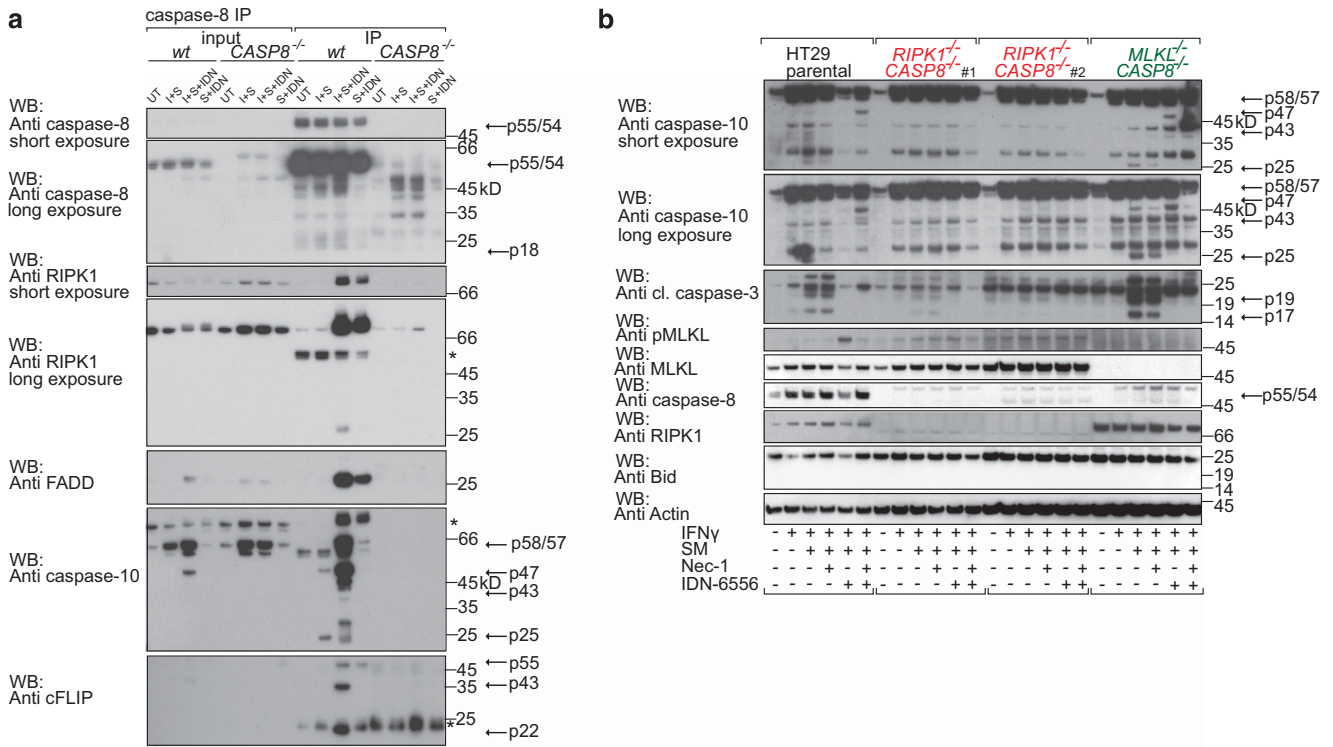 a
caspase-8 IP
input IP
wt CASP8-/- wt CASP8-/-
UT I+S I+S+IDN S+IDN UT I+S I+S+IDN S+IDN UT I+S I+S+IDN S+IDN UT I+S I+S+IDN S+IDN
WB:
Anti caspase-8
short exposure
45
←p55/54
WB:
Anti caspase-8
long exposure
66
45kD
35
25
←p55/54
←p18
WB:
Anti RIPK1
short exposure
66
WB:
Anti RIPK1
long exposure
66
*
45
35
25
WB:
Anti FADD
25
WB:
Anti caspase-10
*
66
45kD
35
25
←p58/57
←p47
←p43
←p25
WB:
Anti cFLIP
45
35
25
*
←p55
←p43
←p22
b
HT29
parental
RIPK1-/-
CASP8-/- #1
RIPK1-/-
CASP8-/- #2
MLKL-/-
CASP8-/-
WB:
Anti caspase-10
short exposure
45kD
35
25
←p58/57
←p47
←p43
←p25
WB:
Anti caspase-10
long exposure
45kD
35
25
←p58/57
←p47
←p43
←p25
WB:
Anti cl. caspase-3
25
19
14
←p19
←p17
WB:
Anti pMLKL
45
WB:
Anti MLKL
45
WB:
Anti caspase-8
45
←p55/54
WB:
Anti RIPK1
66
WB:
Anti Bid
25
19
14
WB:
Anti Actin
45
IFNγ - + + + + + - + + + + + - + + + + + - + + + + +
SM - - + + + + - - + + + + - - + + + + - - + + + +
Nec-1 - - - + - + - - - + - + - - - + - + - - - + - +
IDN-6556 - - - - + + - - - - + + - - - - + + - - - - + +